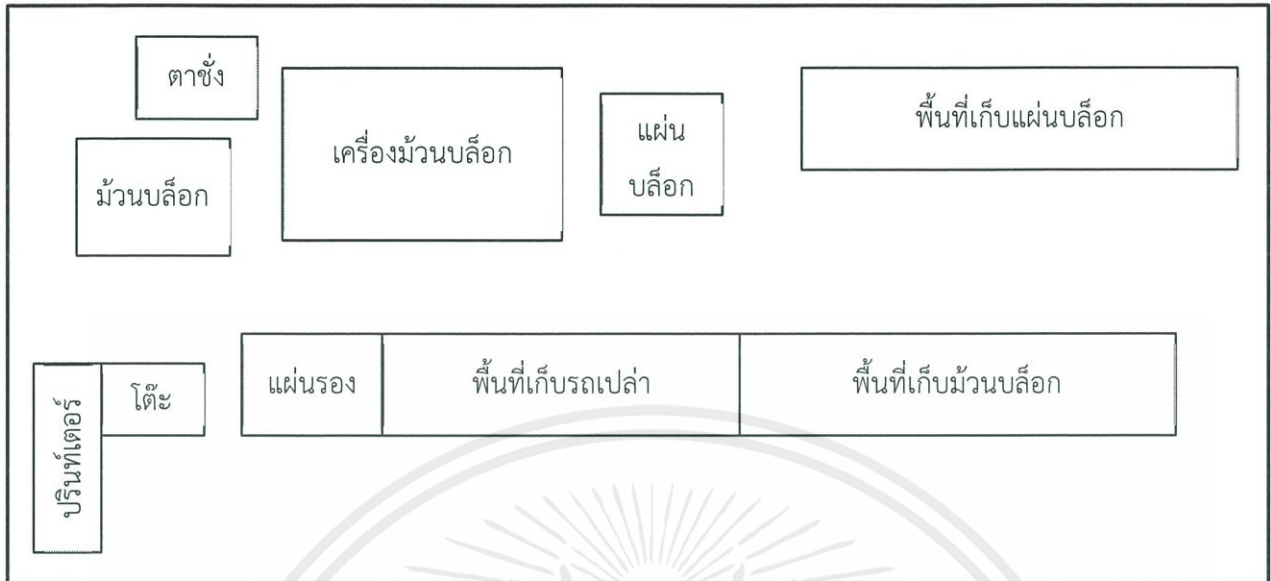 ตาชั่ง
เครื่องม้วนบล็อก
แผ่น
บล็อก
พื้นที่เก็บแผ่นบล็อก
ม้วนบล็อก
ปรินท์เตอร์
โต๊ะ
แผ่นรอง
พื้นที่เก็บรถเปล่า
พื้นที่เก็บม้วนบล็อก